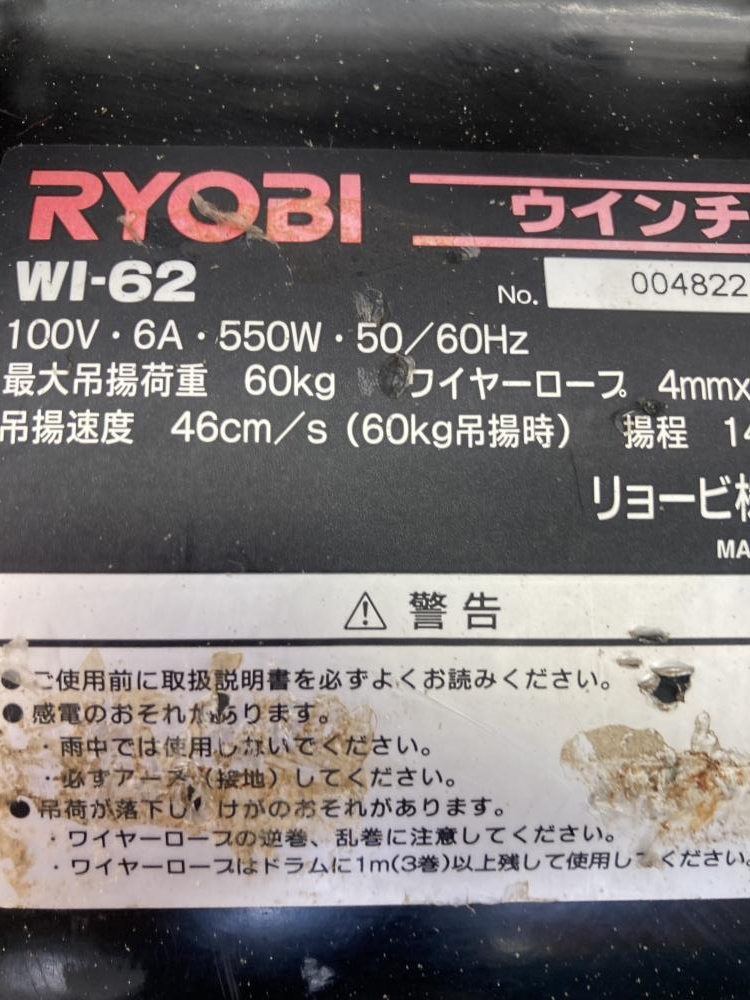 RYOBI ウインチ
WI-62 No. 004822
100V・6A・550W・50/60Hz
最大吊揚荷重 60kg ワイヤーロープ 4mmx
吊揚速度 46cm/s (60kg吊揚時) 揚程 14
リョービ株
MA
⚠ 警告
●ご使用前に取扱説明書を必ずよくお読みください。
●感電のおそれがあります。
・雨中では使用しないでください。
・必ずアース(接地)してください。
●吊荷が落下し けがのおそれがあります。
・ワイヤーロープの逆巻、乱巻に注意してください。
・ワイヤーロープはドラムに1m(3巻)以上残して使用し ください。